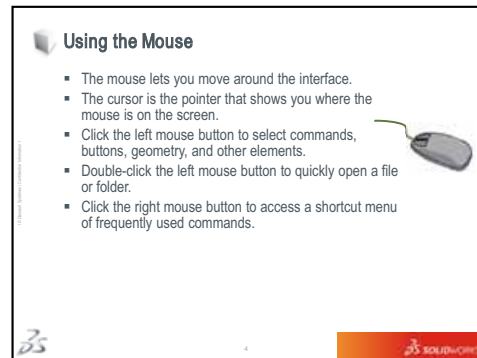 Using the Mouse
▪ The mouse lets you move around the interface.
▪ The cursor is the pointer that shows you where the
mouse is on the screen.
▪ Click the left mouse button to select commands,
buttons, geometry, and other elements.
▪ Double-click the left mouse button to quickly open a file
or folder.
▪ Click the right mouse button to access a shortcut menu
of frequently used commands.
4
SOLIDWORKS